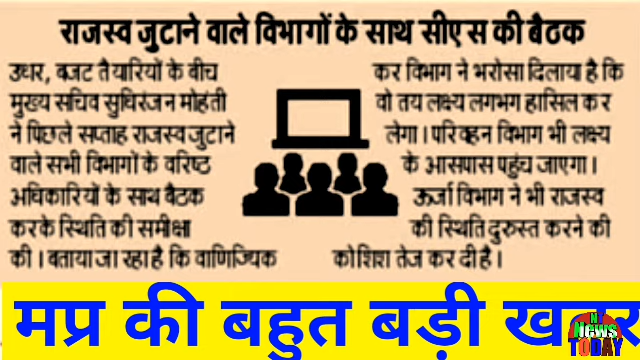 राजस्व जुटाने वाले विभागों के साथ सीएस की बैठक
उधर, बजट तैयारियों के बीच
मुख्य सचिव सुधिरंजन मोहंती
ने पिछले सप्ताह राजस्व जुटाने
वाले सभी विभागों के वरिष्ठ
अधिकारियों के साथ बैठक
करके स्थिति की समीक्षा
की । बताया जा रहा है कि वाणिज्यिक
कर विभाग ने भरोसा दिलाया है कि
वो तय लक्ष्य लगभग हासिल कर
लेगा । परिवहन विभाग भी लक्ष्य
के आसपास पहुंच जाएगा ।
ऊर्जा विभाग ने भी राजस्व
की स्थिति दुरुस्त करने की
कोशिश तेज कर दी है ।
मप्र की बहुत बड़ी खबर
News
TODAY